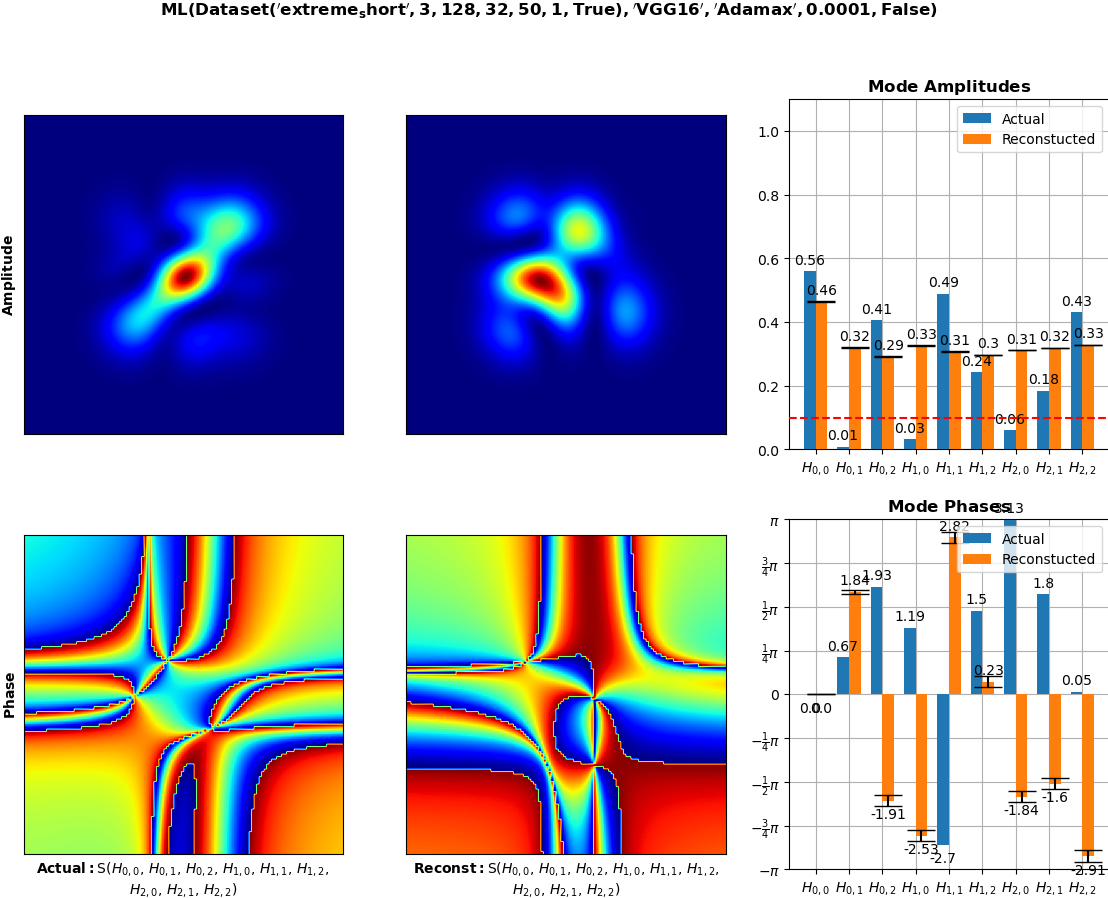 ML(Dataset('extreme_short', 3, 128, 32, 50, 1, True), 'VGG16', 'Adamax', 0.0001, False)
Amplitude
Mode Amplitudes
Actual
Reconstucted
1.0
0.8
0.6
0.4
0.2
0.0
0.56
0.46
0.01
0.32
0.41
0.29
0.03
0.33
0.49
0.31
0.24
0.3
0.06
0.31
0.18
0.32
0.43
0.33
H0,0 H0,1 H0,2 H1,0 H1,1 H1,2 H2,0 H2,1 H2,2
Phase
Actual: S(H0,0, H0,1, H0,2, H1,0, H1,1, H1,2,
H2,0, H2,1, H2,2)
Reconst: S(H0,0, H0,1, H0,2, H1,0, H1,1, H1,2,
H2,0, H2,1, H2,2)
Mode Phases
Actual
Reconstucted
π
3/4π
1/2π
1/4π
0
−1/4π
−1/2π
−3/4π
−π
0.0
0.0
0.67
1.84
1.93
-1.91
1.19
-2.53
-2.7
2.82
1.5
0.23
3.13
-1.84
1.8
-1.6
0.05
-2.91
H0,0 H0,1 H0,2 H1,0 H1,1 H1,2 H2,0 H2,1 H2,2